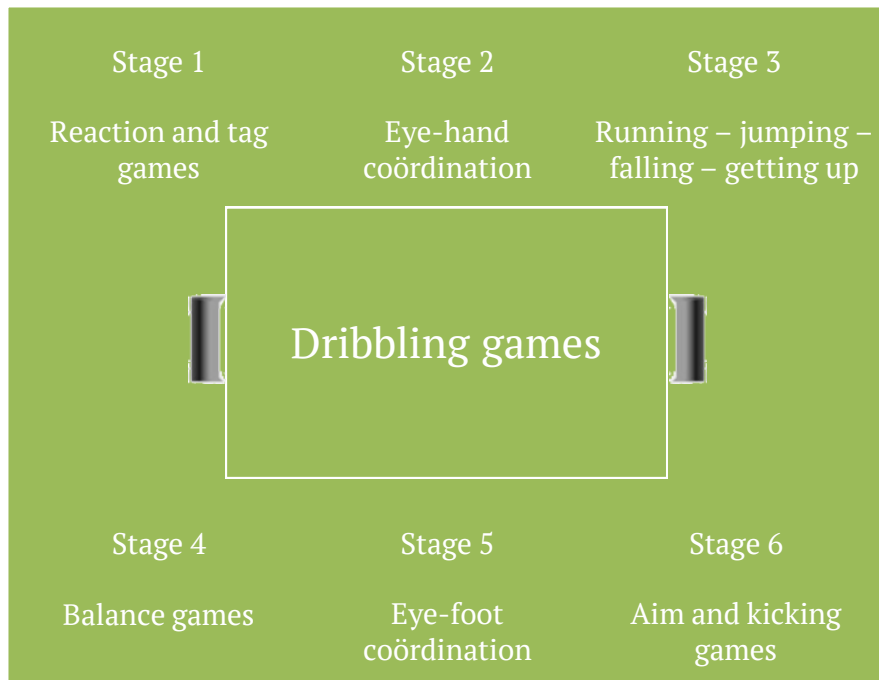 Stage 1
Reaction and tag
games
Stage 2
Eye-hand
coördination
Stage 3
Running – jumping –
falling – getting up
Dribbling games
Stage 4
Balance games
Stage 5
Eye-foot
coördination
Stage 6
Aim and kicking
games